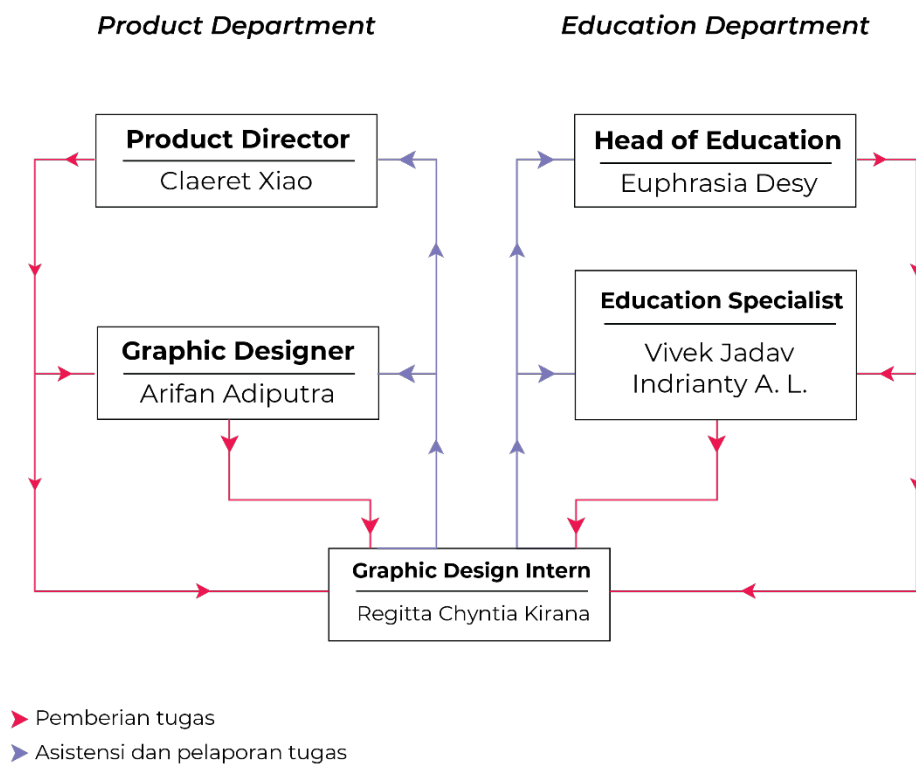 Product Department
Education Department
Product Director
Claeret Xiao
Head of Education
Euphrasia Desy
Graphic Designer
Arifan Adiputra
Education Specialist
Vivek Jadav
Indrianty A. L.
Graphic Design Intern
Regitta Chyntia Kirana
Pemberian tugas
Asistensi dan pelaporan tugas